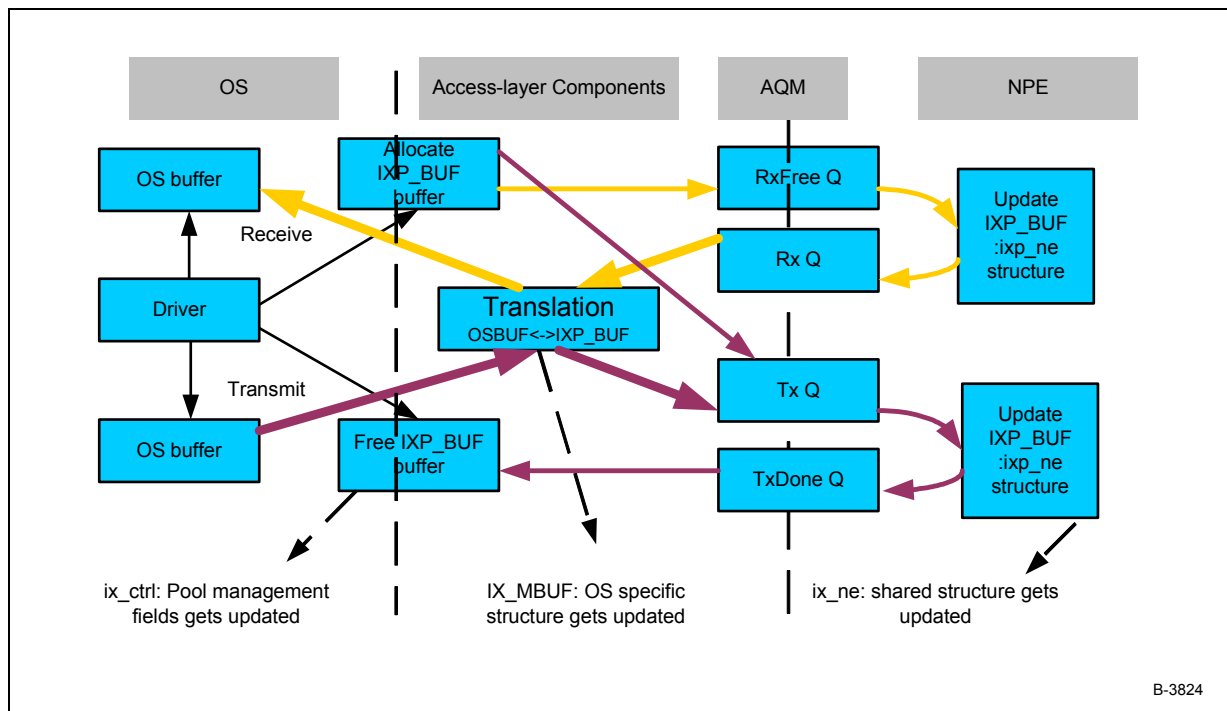 OS
Access-layer Components
AQM
NPE
OS buffer
Allocate
IXP_BUF
buffer
RxFree Q
Update
IXP_BUF
:ixp_ne
structure
Receive
Rx Q
Driver
Translation
OSBUF<->IXP_BUF
Transmit
Tx Q
OS buffer
Free IXP_BUF
buffer
TxDone Q
Update
IXP_BUF
:ixp_ne
structure
ix_ctrl: Pool management
fields gets updated
IX_MBUF: OS specific
structure gets updated
ix_ne: shared structure gets
updated
B-3824